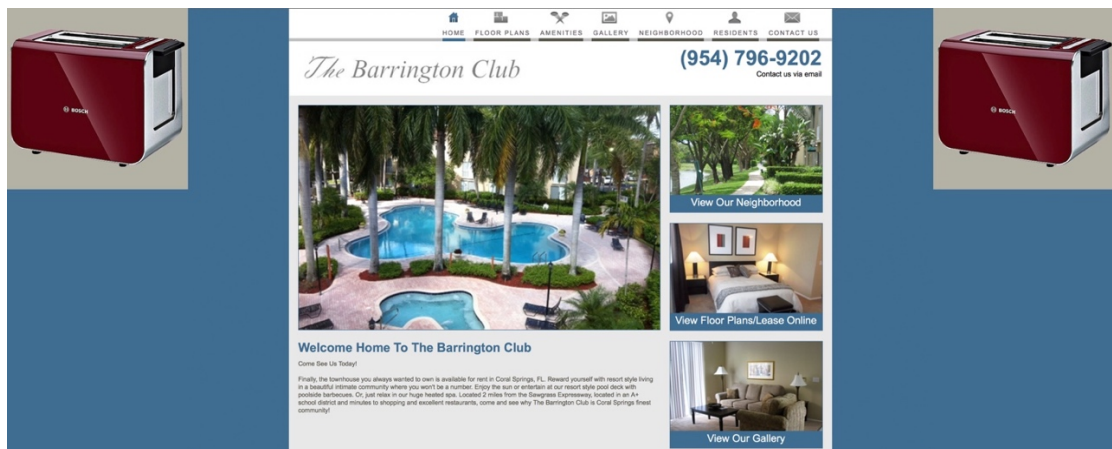 HOME FLOOR PLANS AMENITIES GALLERY NEIGHBORHOOD RESIDENTS CONTACT US
The Barrington Club
(954) 796-9202
Contact us via email
BOSCH
BOSCH
View Our Neighborhood
View Floor Plans/Lease Online
Welcome Home To The Barrington Club
Come See Us Today!
Finally, the townhouse you always wanted to own is available for rent in Coral Springs, FL. Reward yourself with resort style living
in a beautiful intimate community where you won't be a number. Enjoy the sun or entertain at our resort style pool deck with
poolside barbecues. Or, just relax in our huge heated spa. Located 2 miles from the Sawgrass Expressway, located in an A+
school district and minutes to shopping and excellent restaurants, come and see why The Barrington Club is Coral Springs finest
community!
View Our Gallery